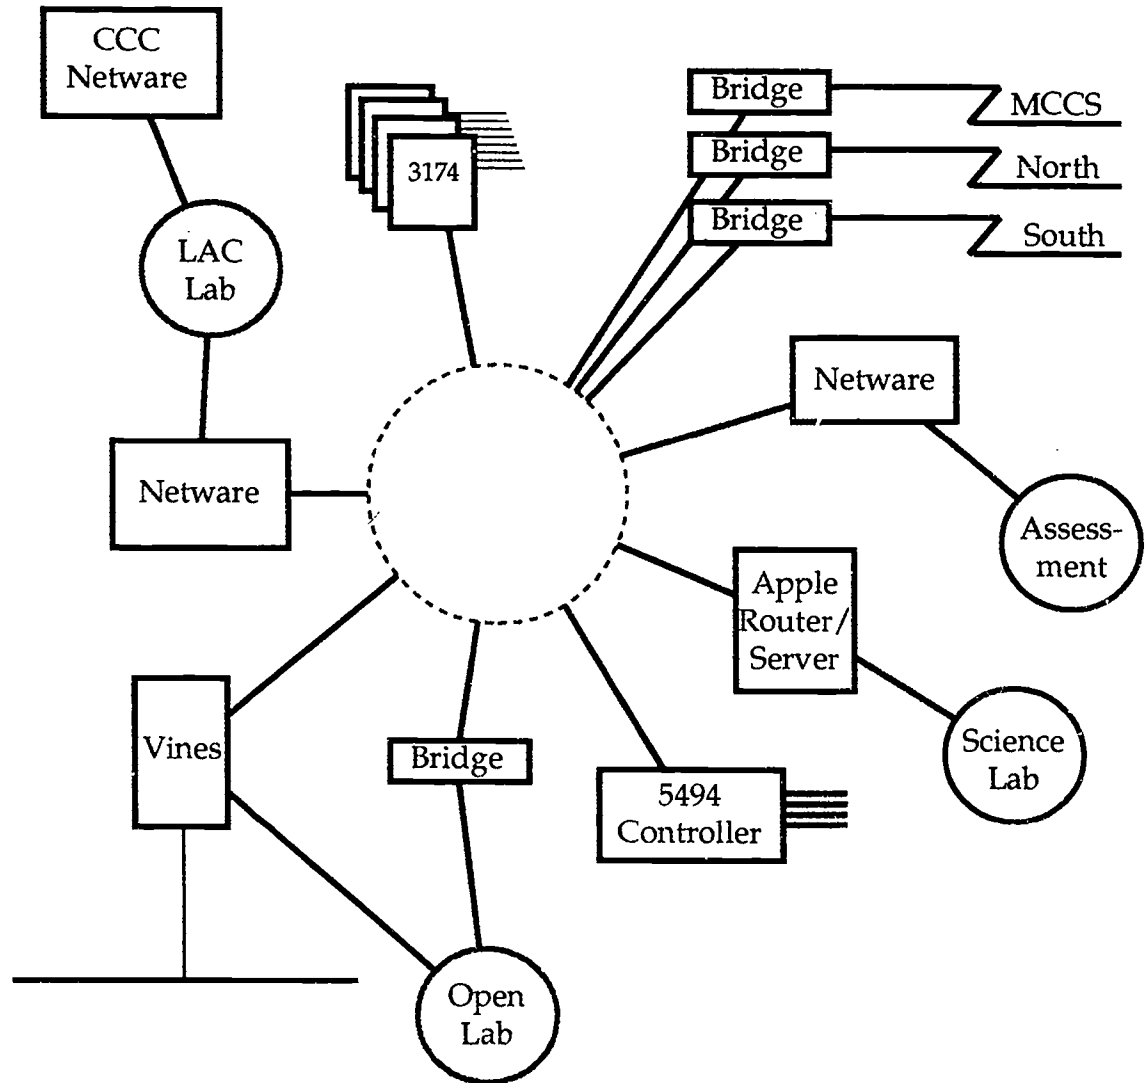 CCC
Netware
3174
Bridge
MCCS
Bridge
North
Bridge
South
LAC
Lab
Netware
Netware
Assess-
ment
Apple
Router/
Server
Vines
Bridge
5494
Controller
Science
Lab
Open
Lab